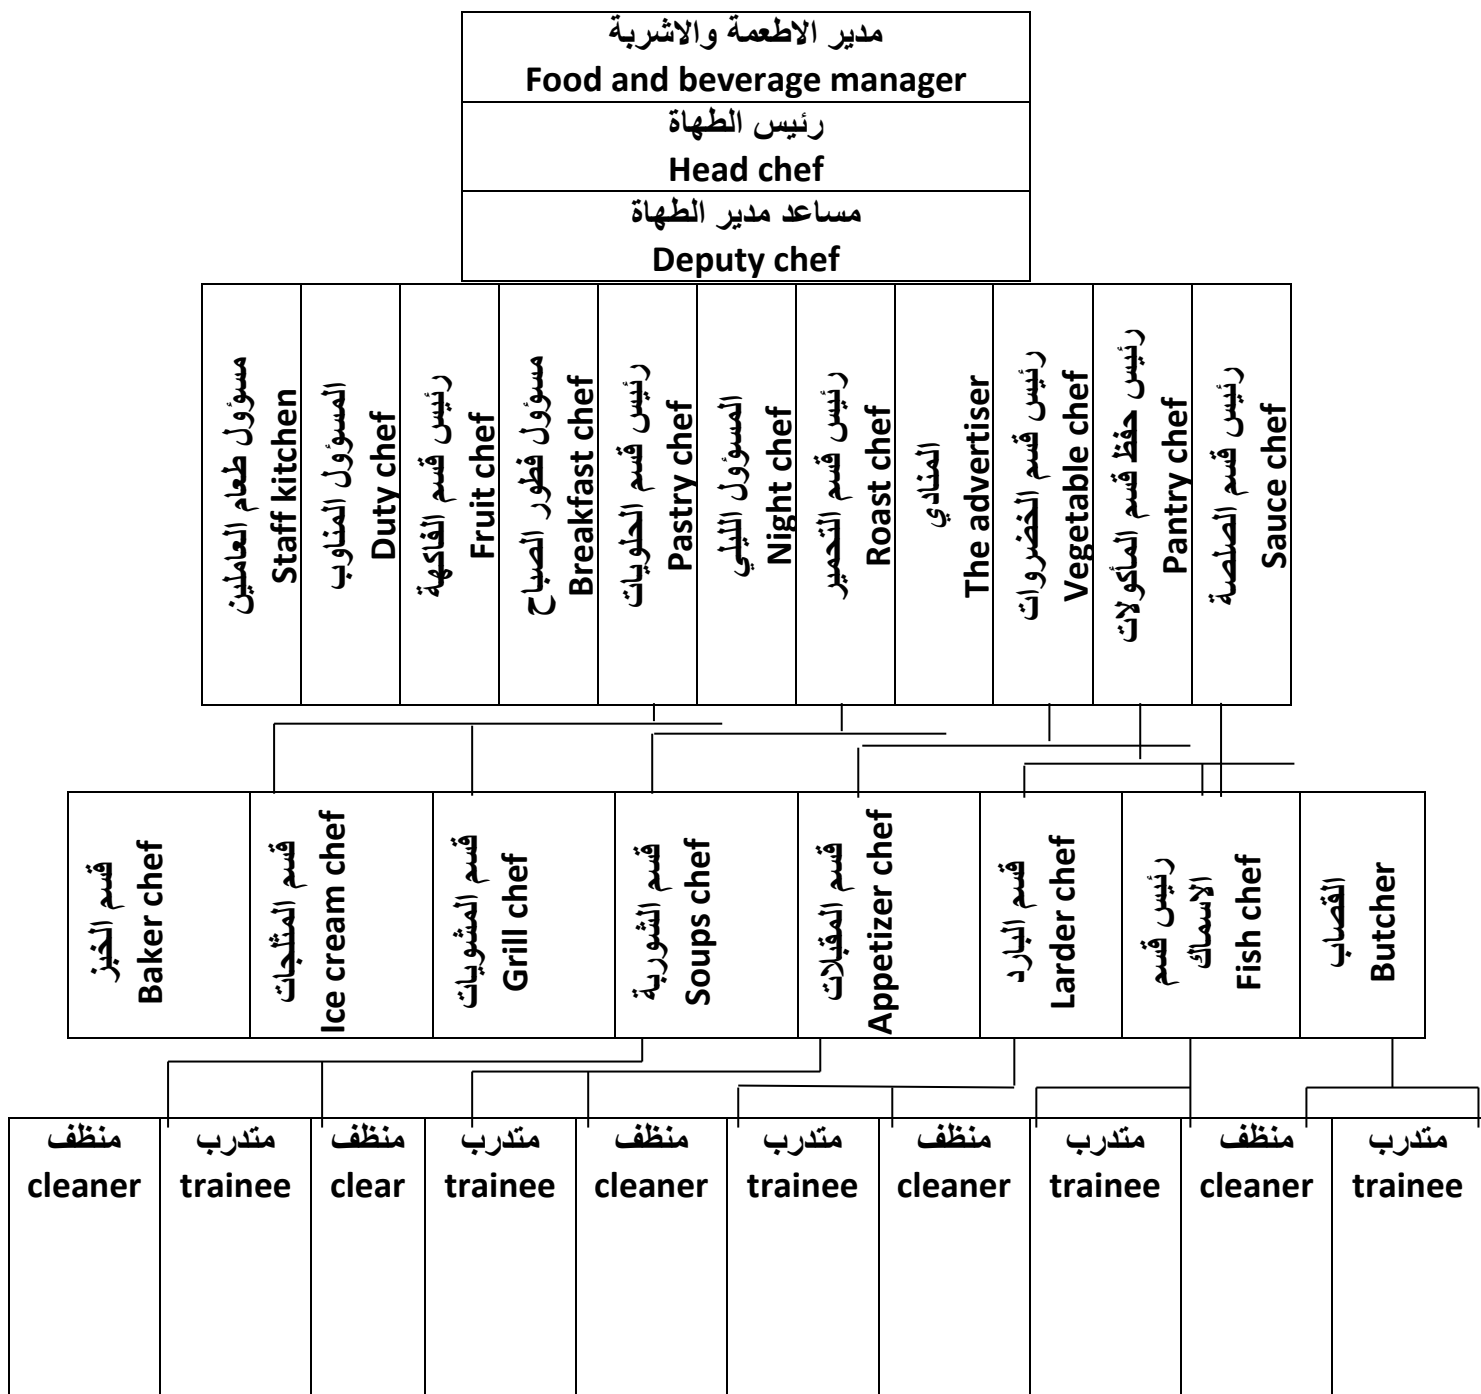 مدير الاطعمة والاشربة
Food and beverage manager
رئيس الطهاة
Head chef
مساعد مدير الطهاة
Deputy chef
مسوؤل طعام العاملين
Staff kitchen
المسوؤل المناوب
Duty chef
رئيس قسم الفاكهة
Fruit chef
مسوؤل فطور الصباح
Breakfast chef
رئيس قسم الحلويات
Pastry chef
المسوؤل الليلي
Night chef
رئيس قسم التحمير
Roast chef
المنادي
The advertiser
رئيس قسم الخضروات
Vegetable chef
رئيس حفظ قسم المأكولات
Pantry chef
رئيس قسم الصلصة
Sauce chef
قسم الخبز
Baker chef
قسم المثلجات
Ice cream chef
قسم المشويات
Grill chef
قسم الشوربة
Soups chef
قسم المقبلات
Appetizer chef
قسم البارد
Larder chef
رئيس قسم
الاسماك
Fish chef
القصاب
Butcher
منظف
cleaner
متدرب
trainee
منظف
clear
متدرب
trainee
منظف
cleaner
متدرب
trainee
منظف
cleaner
متدرب
trainee
منظف
cleaner
متدرب
trainee